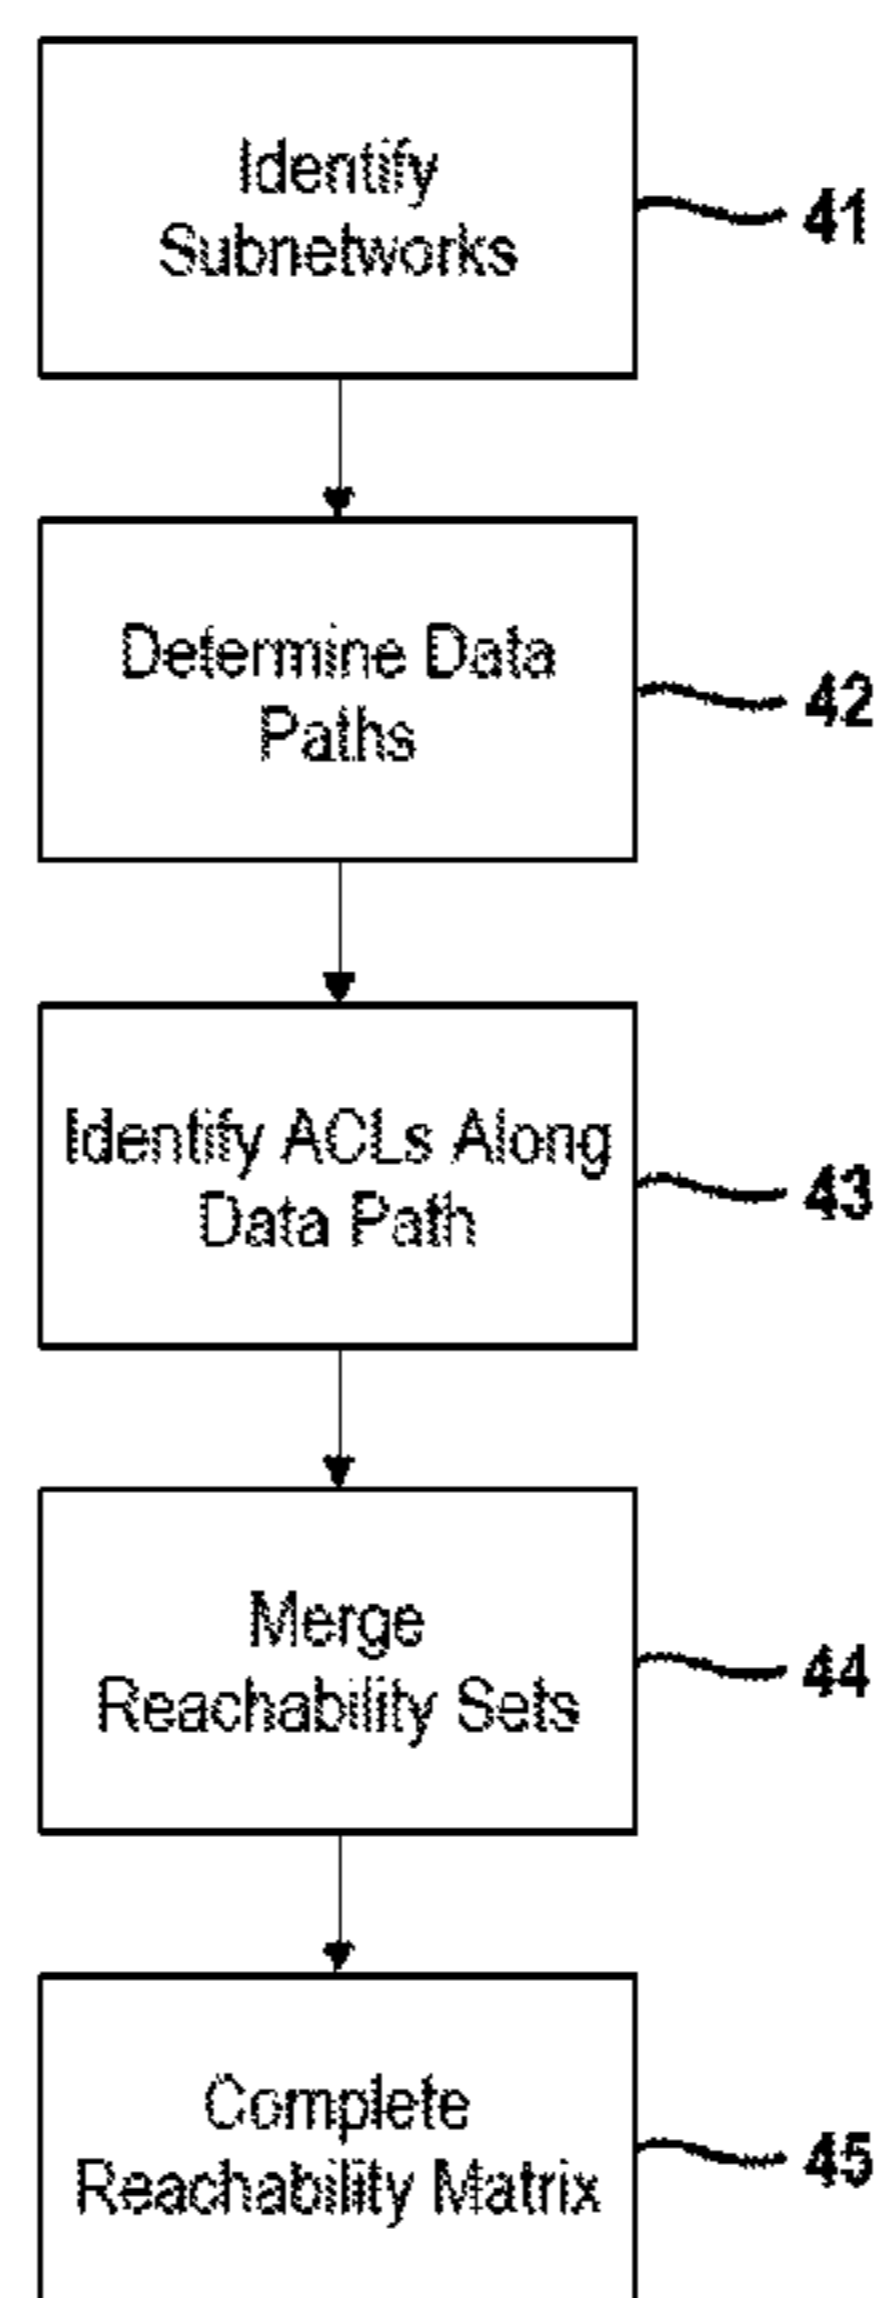 Identify
Subnetworks
41
Determine Data
Paths
42
Identify ACLs Along
Data Path
43
Merge
Reachability Sets
44
Complete
Reachability Matrix
45